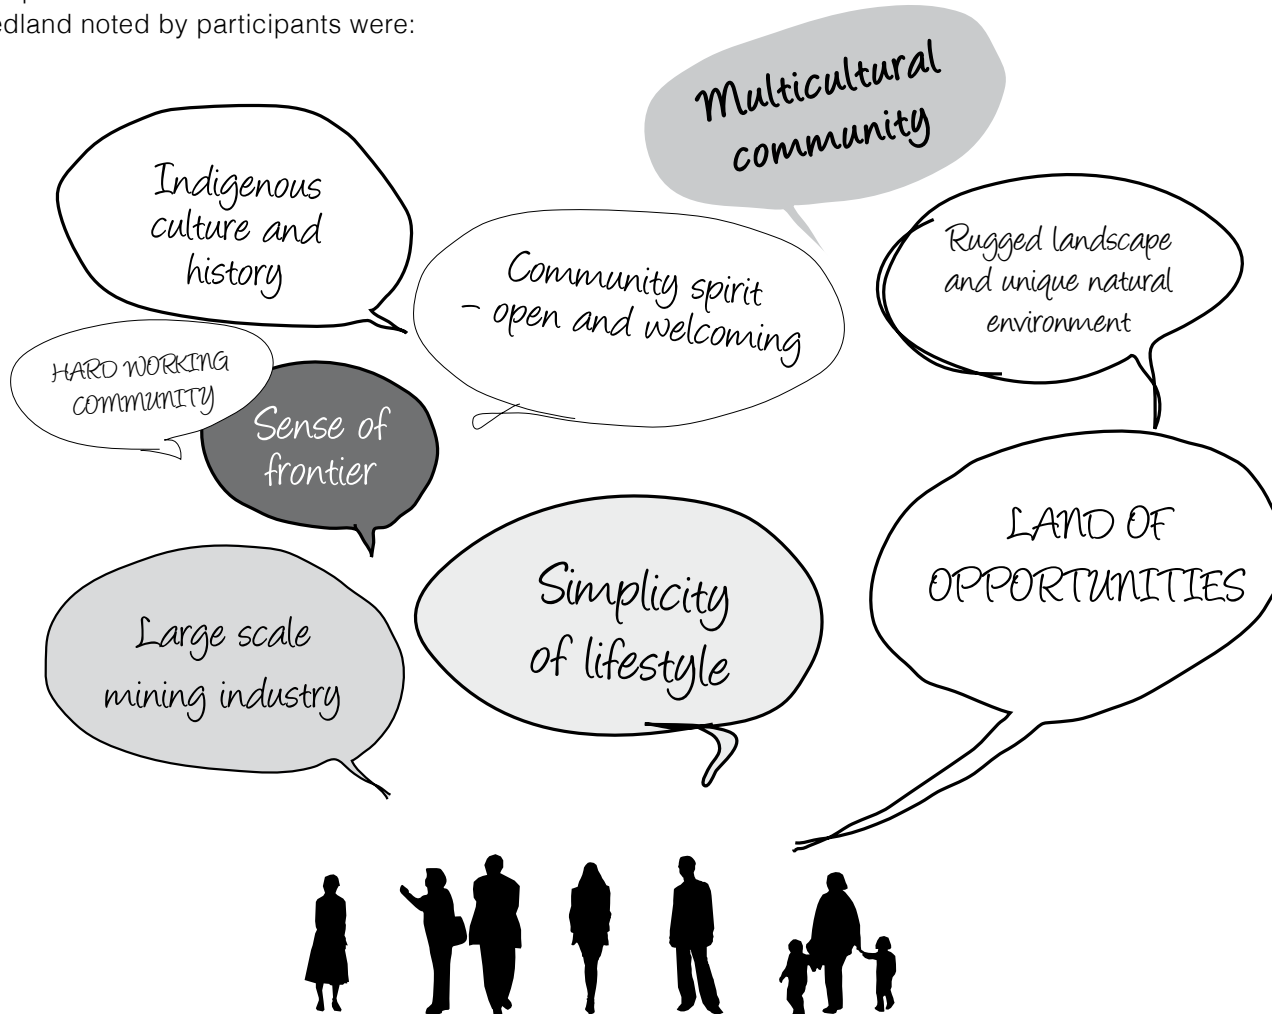 edland noted by participants were:
Multicultural
community
Indigenous
culture and
history
Community spirit
– open and welcoming
Rugged landscape
and unique natural
environment
HARD WORKING
COMMUNITY
Sense of
frontier
LAND OF
OPPORTUNITIES
Simplicity
of lifestyle
Large scale
mining industry